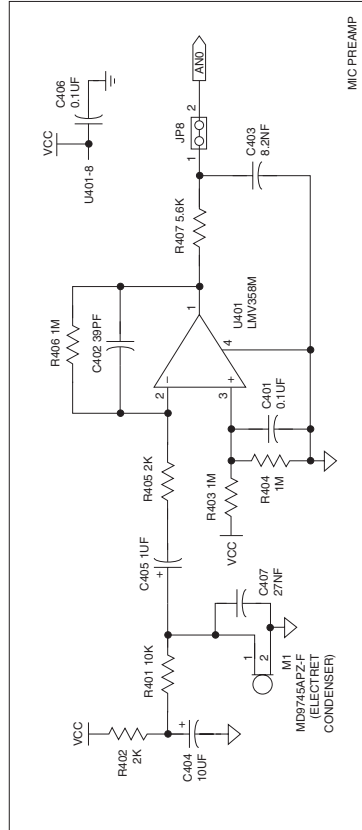 MIC PREAMP
VCC
C406
0.1UF
U401-8
AN0
2
JP8
1
C403
8.2NF
R407 5.6K
R406 1M
C402 39PF
1
U401
LMV358M
2
−
+
3
4
C401
0.1UF
R405 2K
R403 1M
R404
1M
VCC
C405 1UF
+
C407
27NF
R401 10K
1
2
M1
MD9745APZ-F
(ELECTRET
CONDENSER)
VCC
R402
2K
+
C404
10UF